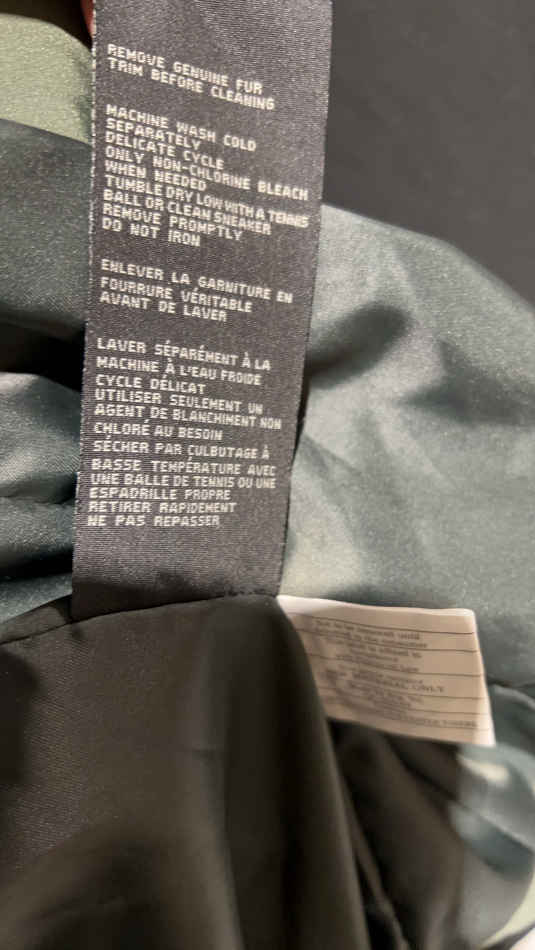 REMOVE GENUINE FUR
TRIM BEFORE CLEANING
MACHINE WASH COLD
SEPARATELY
DELICATE CYCLE
ONLY NON-CHLORINE BLEACH
WHEN NEEDED
TUMBLE DRY LOW WITH A TENNIS
BALL OR CLEAN SNEAKER
REMOVE PROMPTLY
DO NOT IRON
ENLEVER LA GARNITURE EN
FOURRURE VÉRITABLE
AVANT DE LAVER
LAVER SÉPARÉMENT À LA
MACHINE À L'EAU FROIDE
CYCLE DÉLICAT
UTILISER SEULEMENT UN
AGENT DE BLANCHIMENT NON
CHLORÉ AU BESOIN
SÉCHER PAR CULBUTAGE À
BASSE TEMPÉRATURE AVEC
UNE BALLE DE TENNIS OU UNE
ESPADRILLE PROPRE
RETIRER RAPIDEMENT
NE PAS REPASSER
MATERIAL ONLY